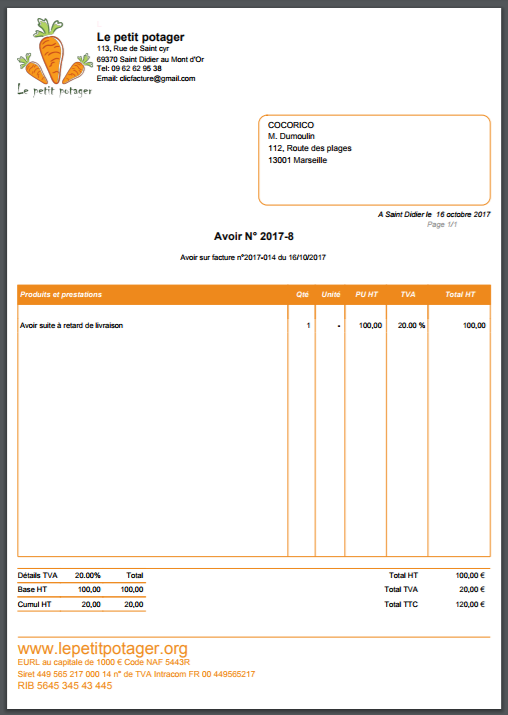 Le petit potager
Le petit potager
113, Rue de Saint cyr
69370 Saint Didier au Mont d'Or
Tel: 09 62 62 95 38
Email: clicfacture@gmail.com
COCORICO
M. Dumoulin
112, Route des plages
13001 Marseille
A Saint Didier le 16 octobre 2017
Page 1/1
Avoir N° 2017-8
Avoir sur facture n°2017-014 du 16/10/2017
Produits et prestations Qté Unité PU HT TVA Total HT
Avoir suite à retard de livraison 1 - 100,00 20.00 % 100,00
Détails TVA 20.00% Total Total HT 100,00 €
Base HT 100,00 100,00 Total TVA 20,00 €
Cumul HT 20,00 20,00 Total TTC 120,00 €
www.lepetitpotager.org
EURL au capitale de 1000 € Code NAF 5443R
Siret 449 565 217 000 14 n° de TVA Intracom FR 00 449565217
RIB 5645 345 43 445